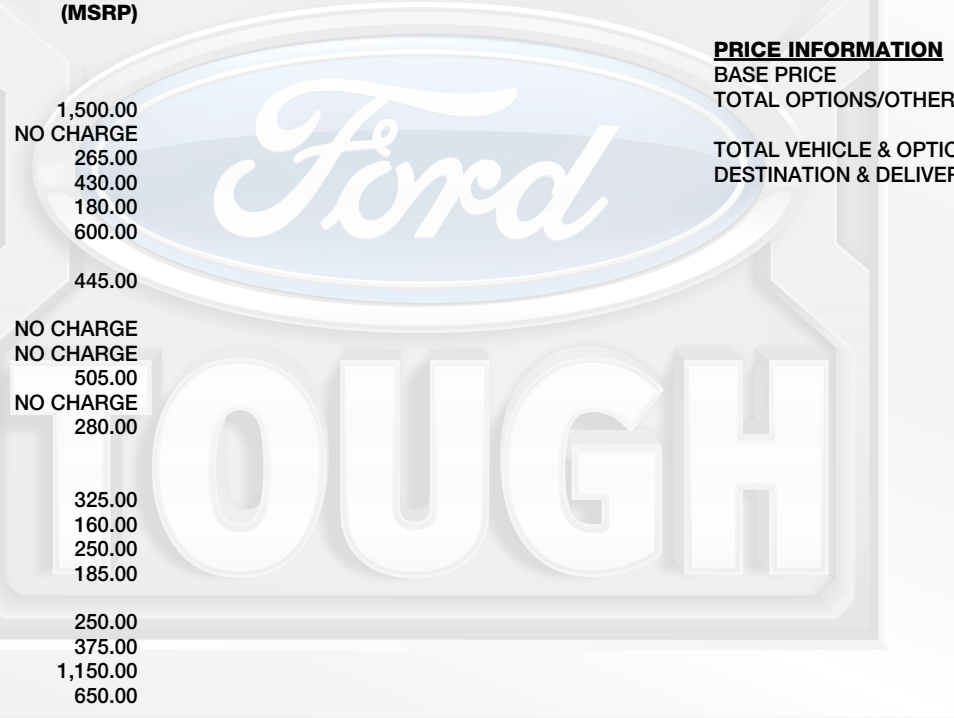 (MSRP)
1,500.00
NO CHARGE
265.00
430.00
180.00
600.00
445.00
NO CHARGE
NO CHARGE
505.00
NO CHARGE
280.00
325.00
160.00
250.00
185.00
250.00
375.00
1,150.00
650.00
PRICE INFORMATION
BASE PRICE
TOTAL OPTIONS/OTHER
TOTAL VEHICLE & OPTIO
DESTINATION & DELIVER
Ford
TOUGH